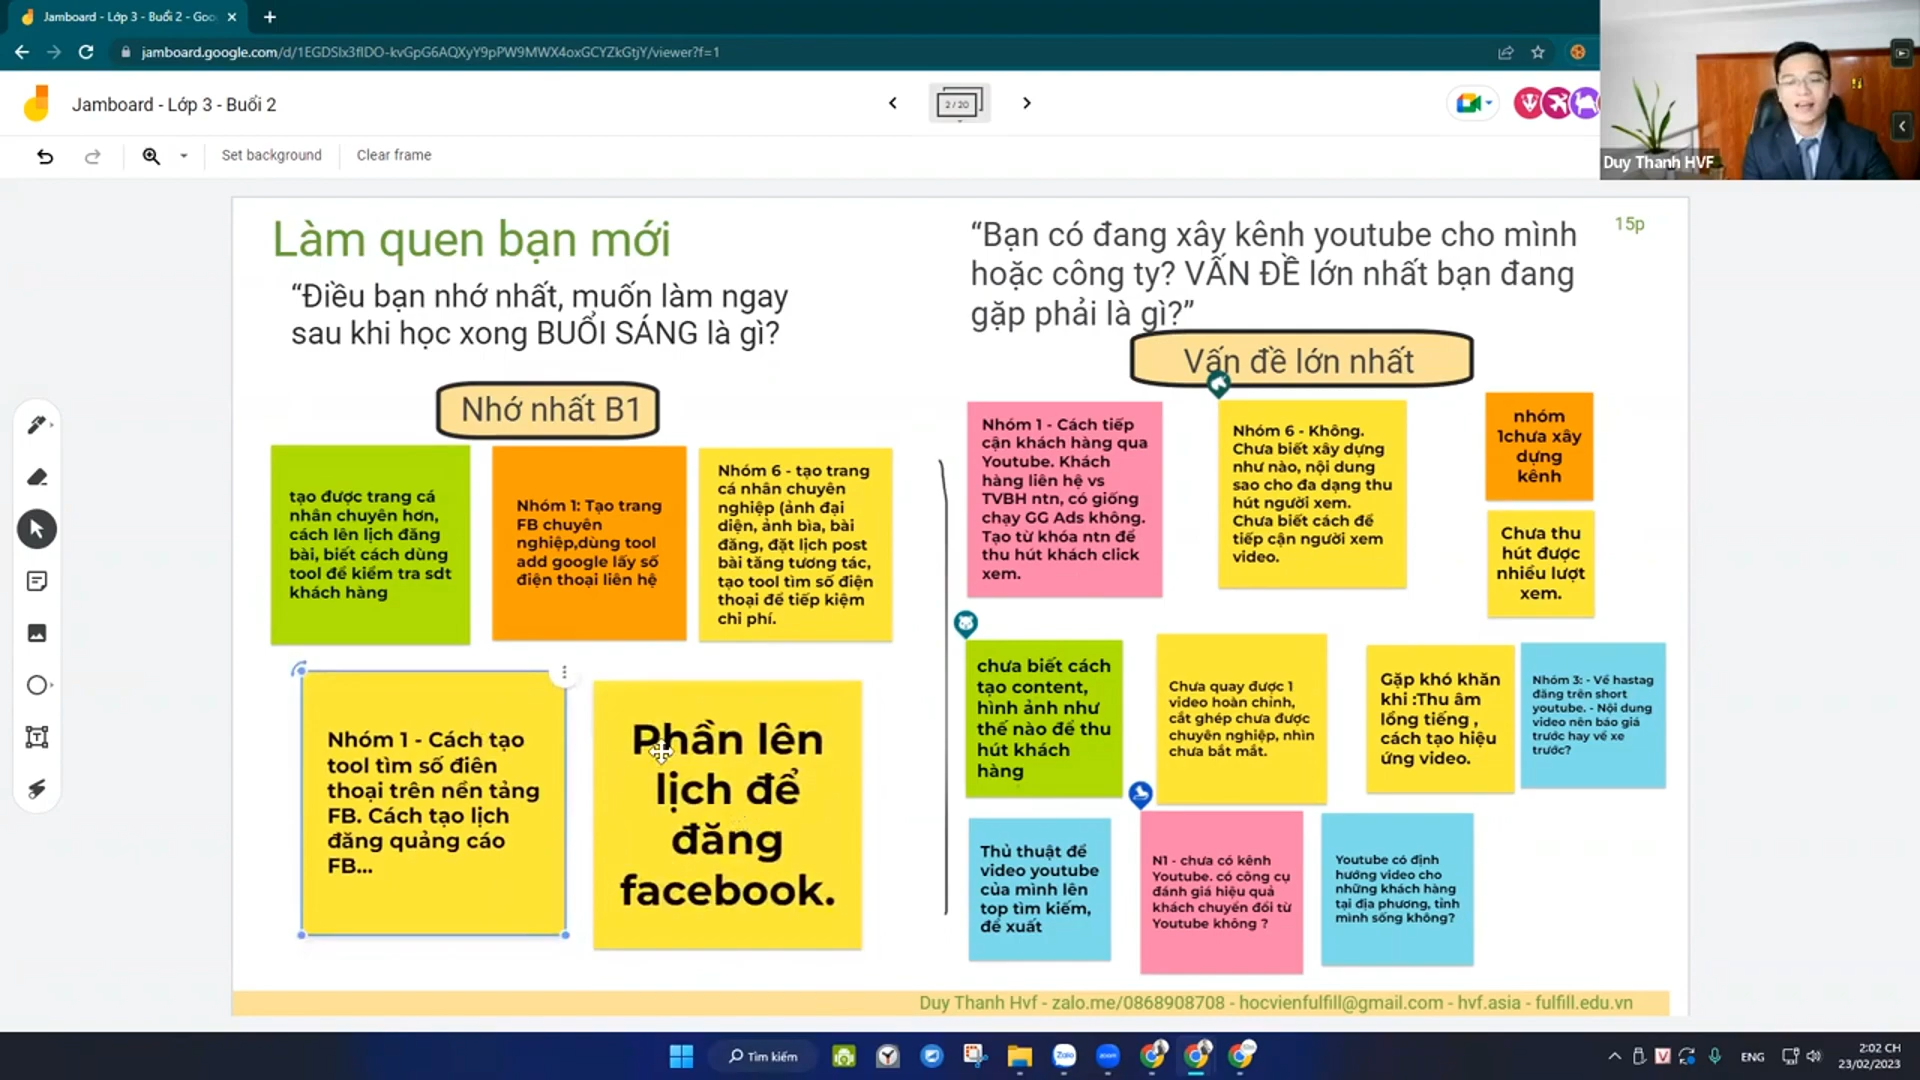 Jamboard - Lớp 3 - Buổi 2 - Goo
jamboard.google.com/d/1EGDSIx3fIDO-kvGpG6AQXyY9pPW9MWX4oxGCYZkGtjY/viewer?f=1
Jamboard - Lớp 3 - Buổi 2
2 / 20
Set background
Clear frame
Duy Thanh HVF
Làm quen bạn mới
“Điều bạn nhớ nhất, muốn làm ngay
sau khi học xong BUỔI SÁNG là gì?
“Bạn có đang xây kênh youtube cho mình
hoặc công ty? VẤN ĐỀ lớn nhất bạn đang
gặp phải là gì?”
15p
Nhớ nhất B1
Vấn đề lớn nhất
tạo được trang cá
nhân chuyên hơn,
cách lên lịch đăng
bài, biết cách dùng
tool để kiểm tra sdt
khách hàng
Nhóm 1: Tạo trang
FB chuyên
nghiệp,dùng tool
add google lấy số
điện thoại liên hệ
Nhóm 6 - tạo trang
cá nhân chuyên
nghiệp (ảnh đại
diện, ảnh bìa, bài
đăng, đặt lịch post
bài tăng tương tác,
tạo tool tìm số điện
thoại để tiếp kiệm
chi phí.
Nhóm 1 - Cách tạo
tool tìm số điên
thoại trên nền tảng
FB. Cách tạo lịch
đăng quảng cáo
FB...
Phần lên
lịch để
đăng
facebook.
Nhóm 1 - Cách tiếp
cận khách hàng qua
Youtube. Khách
hàng liên hệ vs
TVBH ntn, có giống
chạy GG Ads không.
Tạo từ khóa ntn để
thu hút khách click
xem.
Nhóm 6 - Không.
Chưa biết xây dựng
như nào, nội dung
sao cho đa dạng thu
hút người xem.
Chưa biết cách để
tiếp cận người xem
video.
nhóm
1chưa xây
dựng
kênh
Chưa thu
hút được
nhiều lượt
xem.
chưa biết cách
tạo content,
hình ảnh như
thế nào để thu
hút khách
hàng
Chưa quay được 1
video hoàn chỉnh,
cắt ghép chưa được
chuyên nghiệp, nhìn
chưa bắt mắt.
Gặp khó khăn
khi :Thu âm
lồng tiếng ,
cách tạo hiệu
ứng video.
Nhóm 3: - Về hastag
đăng trên short
youtube. - Nội dung
video nên báo giá
trước hay về xe
trước?
Thủ thuật để
video youtube
của mình lên
top tìm kiếm,
đề xuất
N1 - chưa có kênh
Youtube. có công cụ
đánh giá hiệu quả
khách chuyển đổi từ
Youtube không ?
Youtube có định
hướng video cho
những khách hàng
tại địa phương, tỉnh
mình sống không?
Duy Thanh Hvf - zalo.me/0868908708 - hocvienfulfill@gmail.com - hvf.asia - fulfill.edu.vn
Tìm kiếm
Zalo
zoom
ENG
2:02 CH
23/02/2023